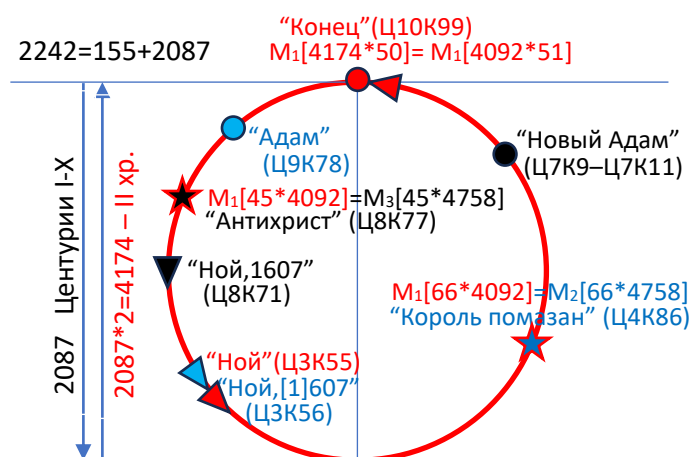 “Конец”(Ц10К99)
2242=155+2087
M₁[4174*50]= M₁[4092*51]
“Адам”
(Ц9К78)
“Новый Адам”
(Ц7К9–Ц7К11)
M₁[45*4092]=M₃[45*4758]
“Антихрист” (Ц8К77)
“Ной,1607”
(Ц8К71)
M₁[66*4092]=M₂[66*4758]
“Король помазан” (Ц4К86)
“Ной”(Ц3К55)
“Ной,[1]607”
(Ц3К56)
2087 Центурии I-X
2087*2=4174 – II хр.